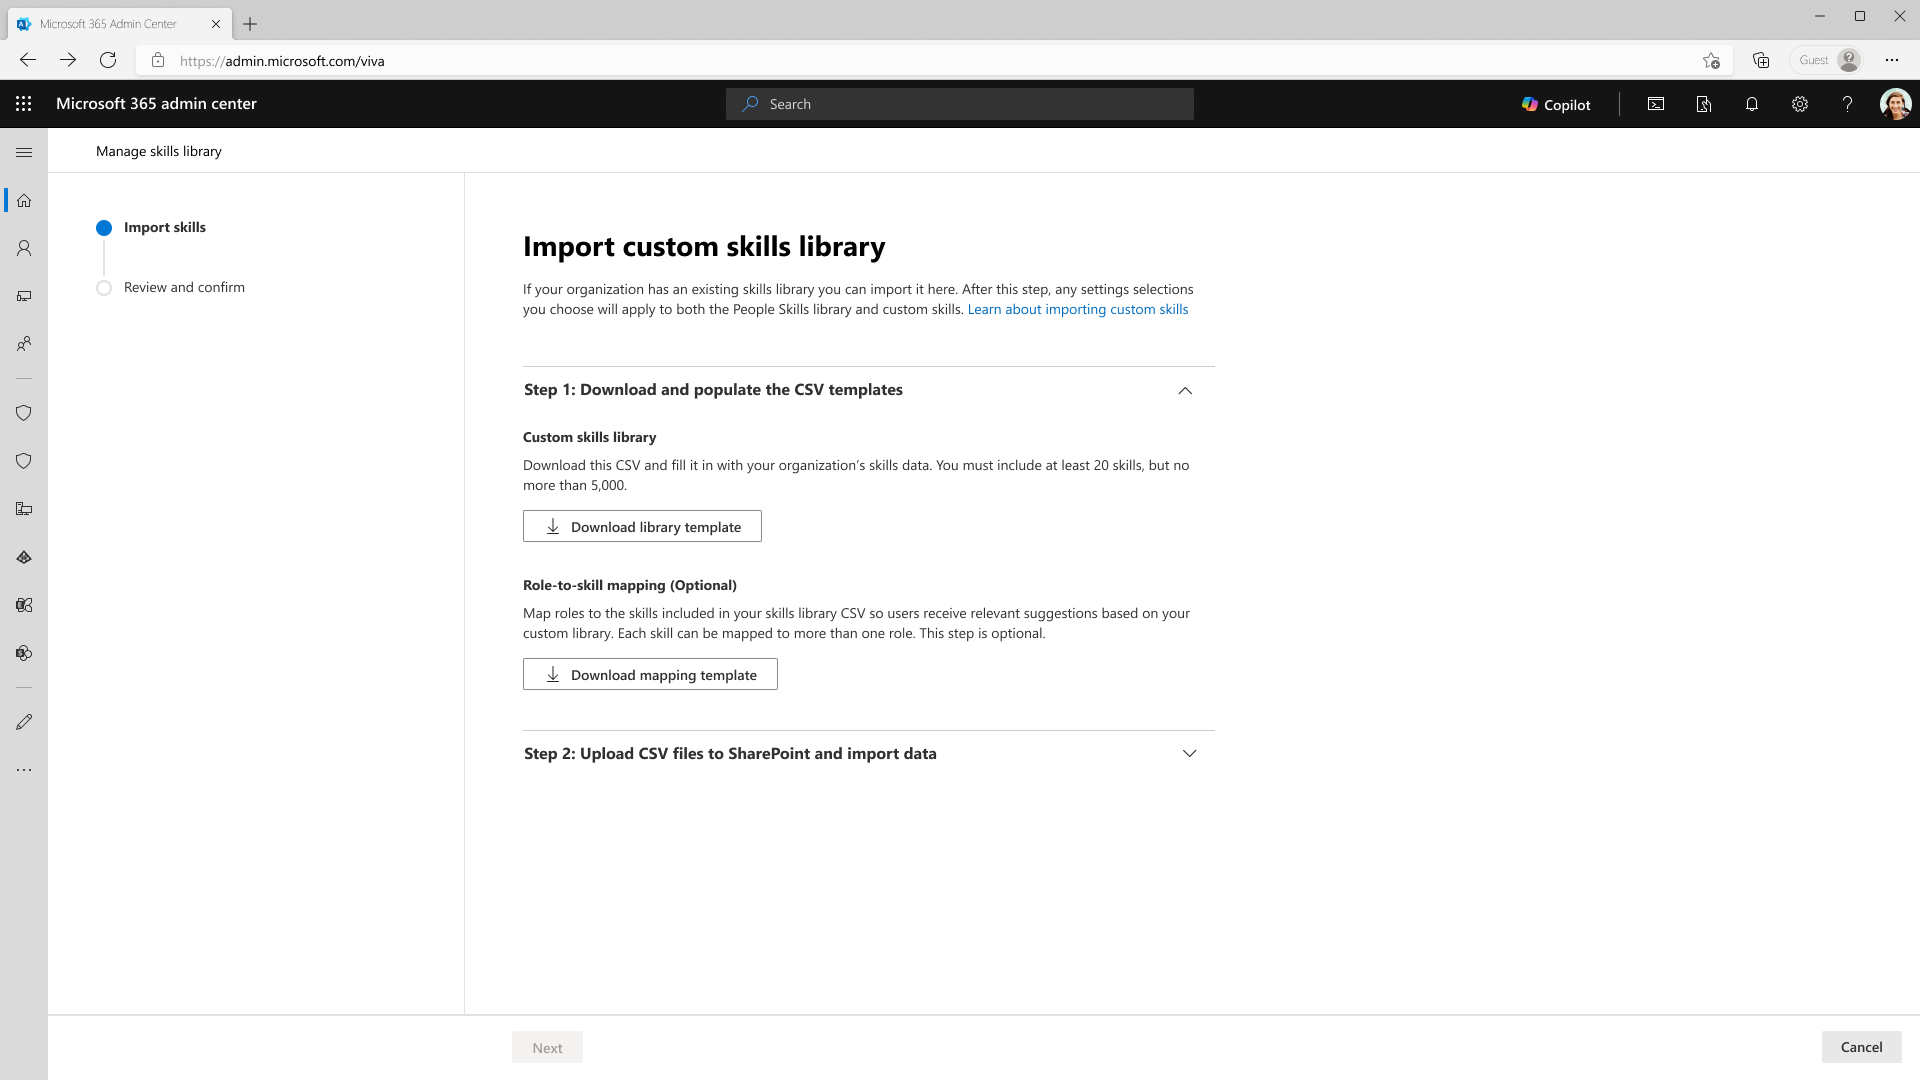 Microsoft 365 Admin Center
https://admin.microsoft.com/viva
Guest
Microsoft 365 admin center
Search
Copilot
Manage skills library
Import skills
Review and confirm
Import custom skills library
If your organization has an existing skills library you can import it here. After this step, any settings selections
you choose will apply to both the People Skills library and custom skills. Learn about importing custom skills
Step 1: Download and populate the CSV templates
Custom skills library
Download this CSV and fill it in with your organization’s skills data. You must include at least 20 skills, but no
more than 5,000.
Download library template
Role-to-skill mapping (Optional)
Map roles to the skills included in your skills library CSV so users receive relevant suggestions based on your
custom library. Each skill can be mapped to more than one role. This step is optional.
Download mapping template
Step 2: Upload CSV files to SharePoint and import data
Next
Cancel